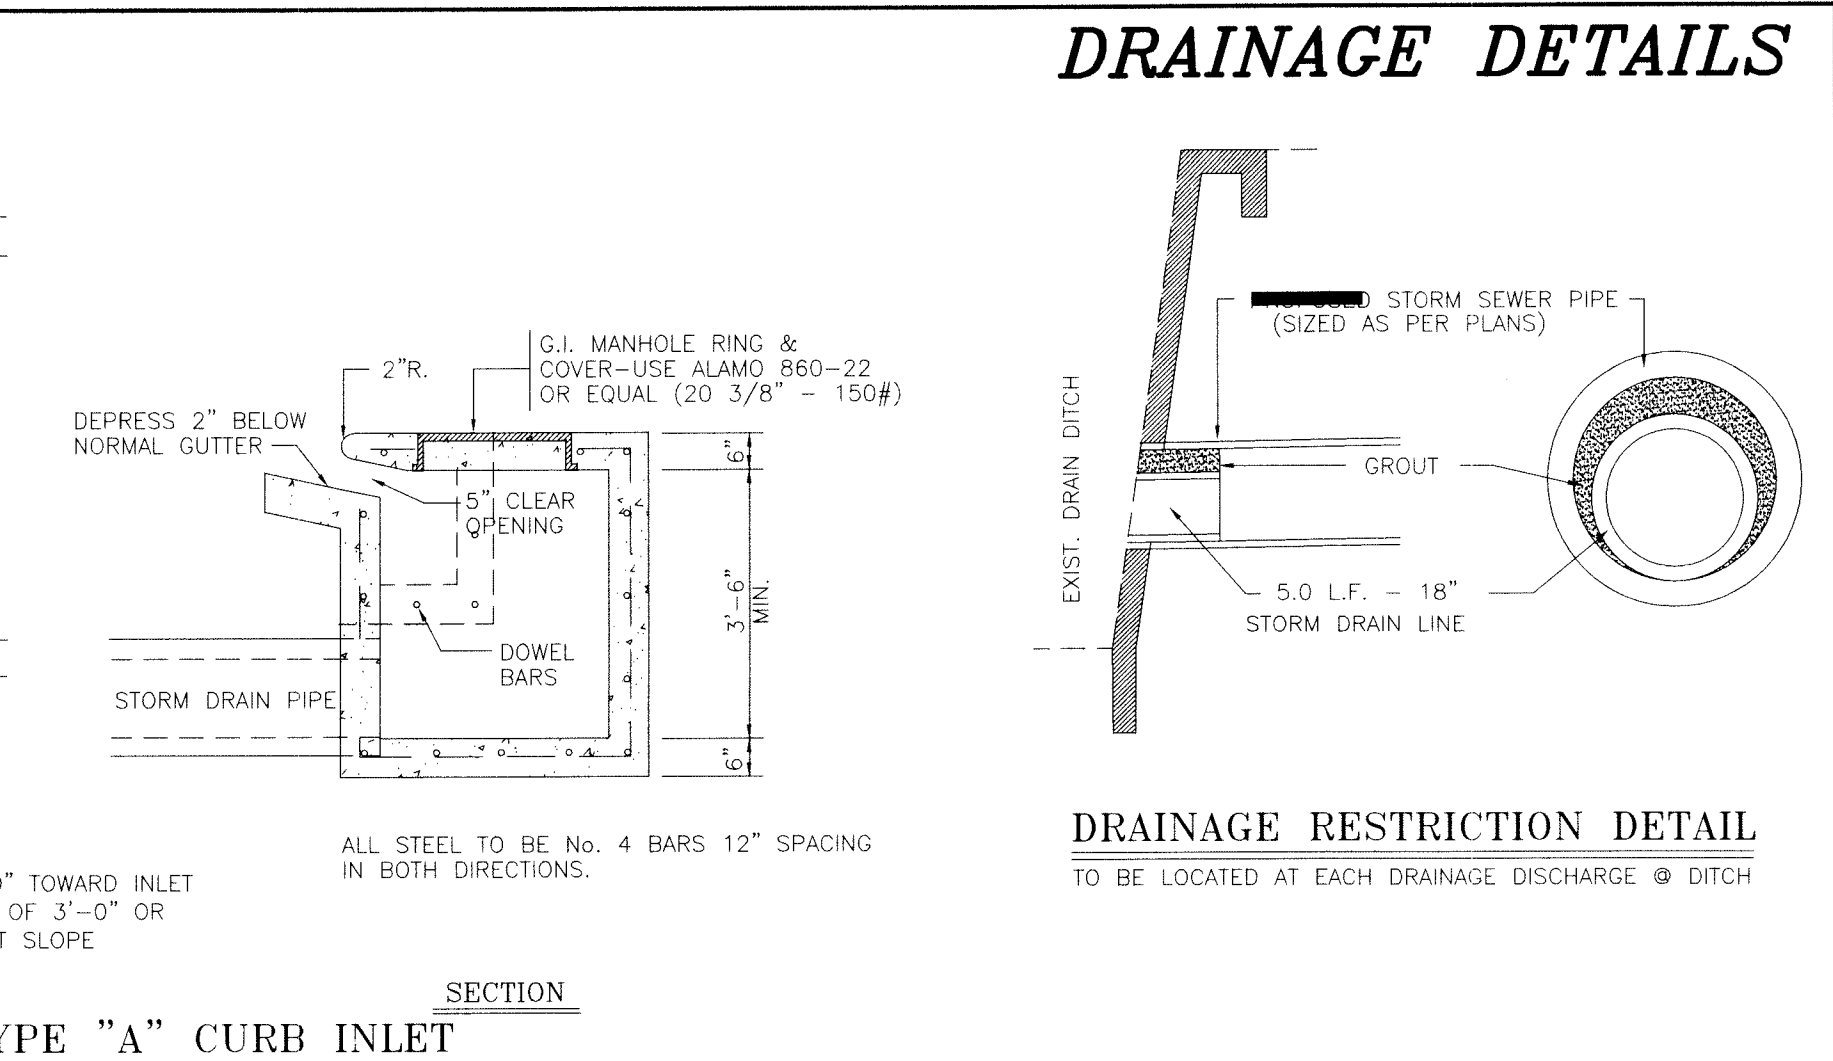 DRAINAGE DETAILS
2"R.
G.I. MANHOLE RING &
COVER-USE ALAMO 860-22
OR EQUAL (20 3/8" - 150#)
DEPRESS 2" BELOW
NORMAL GUTTER
5" CLEAR
OPENING
DOWEL
BARS
STORM DRAIN PIPE
6"
3'-6"
MIN.
6"
ALL STEEL TO BE No. 4 BARS 12" SPACING
IN BOTH DIRECTIONS.
" TOWARD INLET
OF 3'-0" OR
SLOPE
SECTION
YPE "A" CURB INLET
STORM SEWER PIPE
(SIZED AS PER PLANS)
EXIST. DRAIN DITCH
GROUT
5.0 L.F. - 18"
STORM DRAIN LINE
DRAINAGE RESTRICTION DETAIL
TO BE LOCATED AT EACH DRAINAGE DISCHARGE @ DITCH